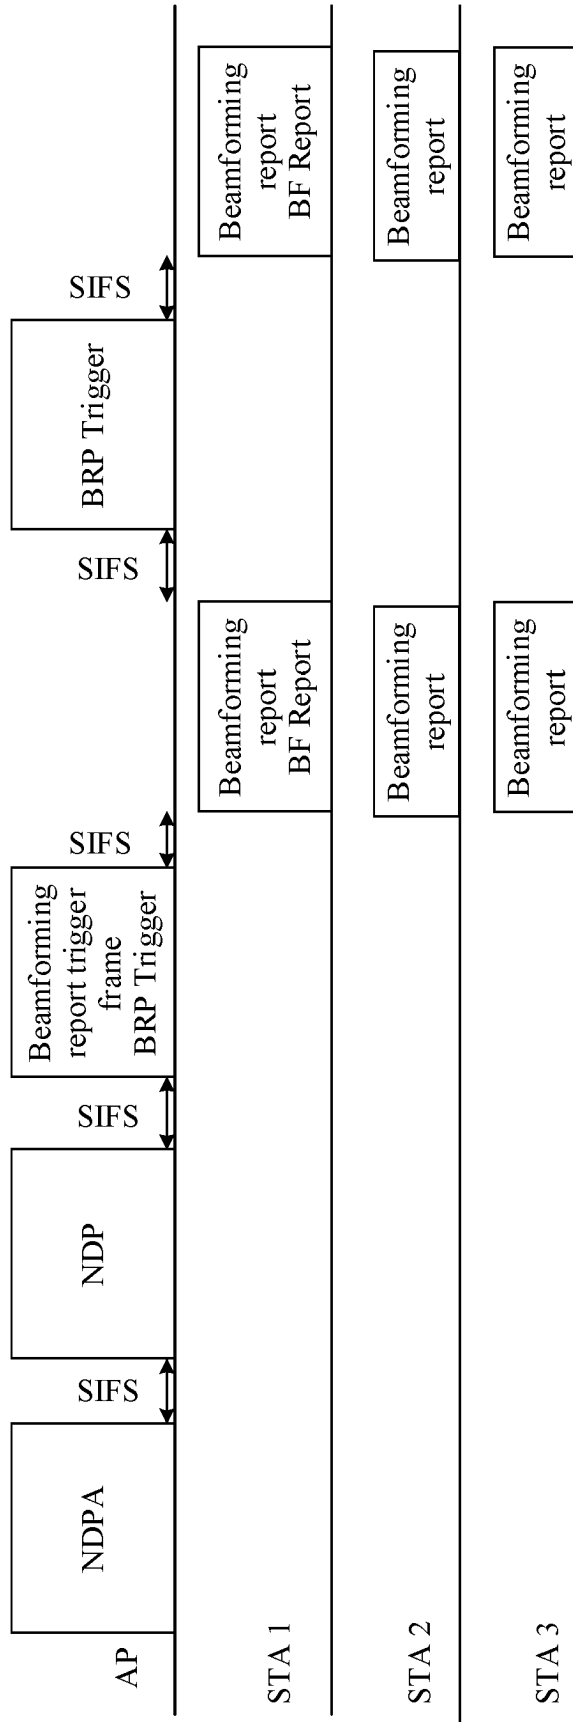 AP
NDPA
SIFS
NDP
SIFS
Beamforming
report trigger
frame
BRP Trigger
SIFS
SIFS
BRP Trigger
SIFS
STA 1
Beamforming
report
BF Report
Beamforming
report
BF Report
STA 2
Beamforming
report
Beamforming
report
STA 3
Beamforming
report
Beamforming
report